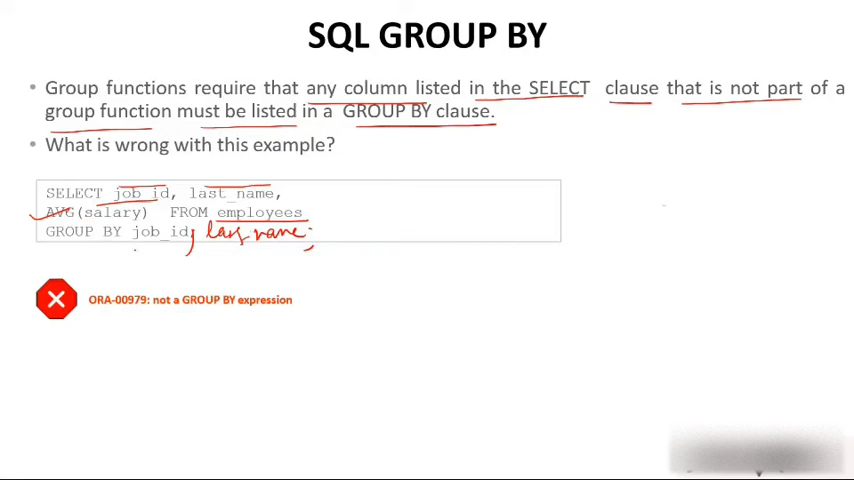 SQL GROUP BY
• Group functions require that any column listed in the SELECT clause that is not part of a
group function must be listed in a GROUP BY clause.
• What is wrong with this example?
SELECT job_id, last_name,
AVG(salary) FROM employees
GROUP BY job_id, last name;
ORA-00979: not a GROUP BY expression